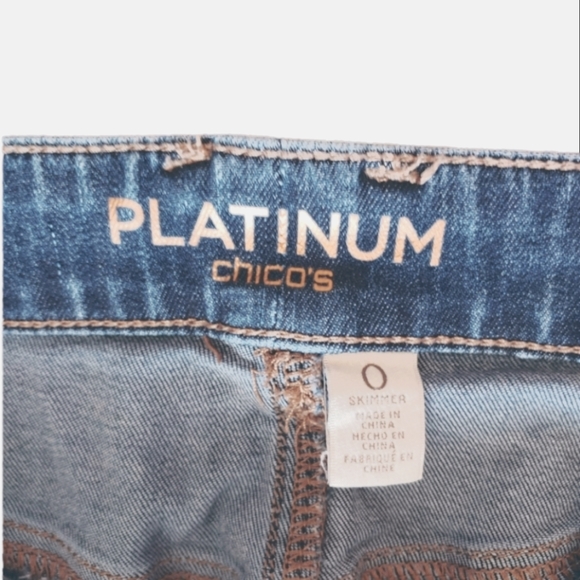 PLATINUM
chico's
0
SKIMMER
MADE IN
CHINA
HECHO EN
CHINA
FABRIQUE EN
CHINE